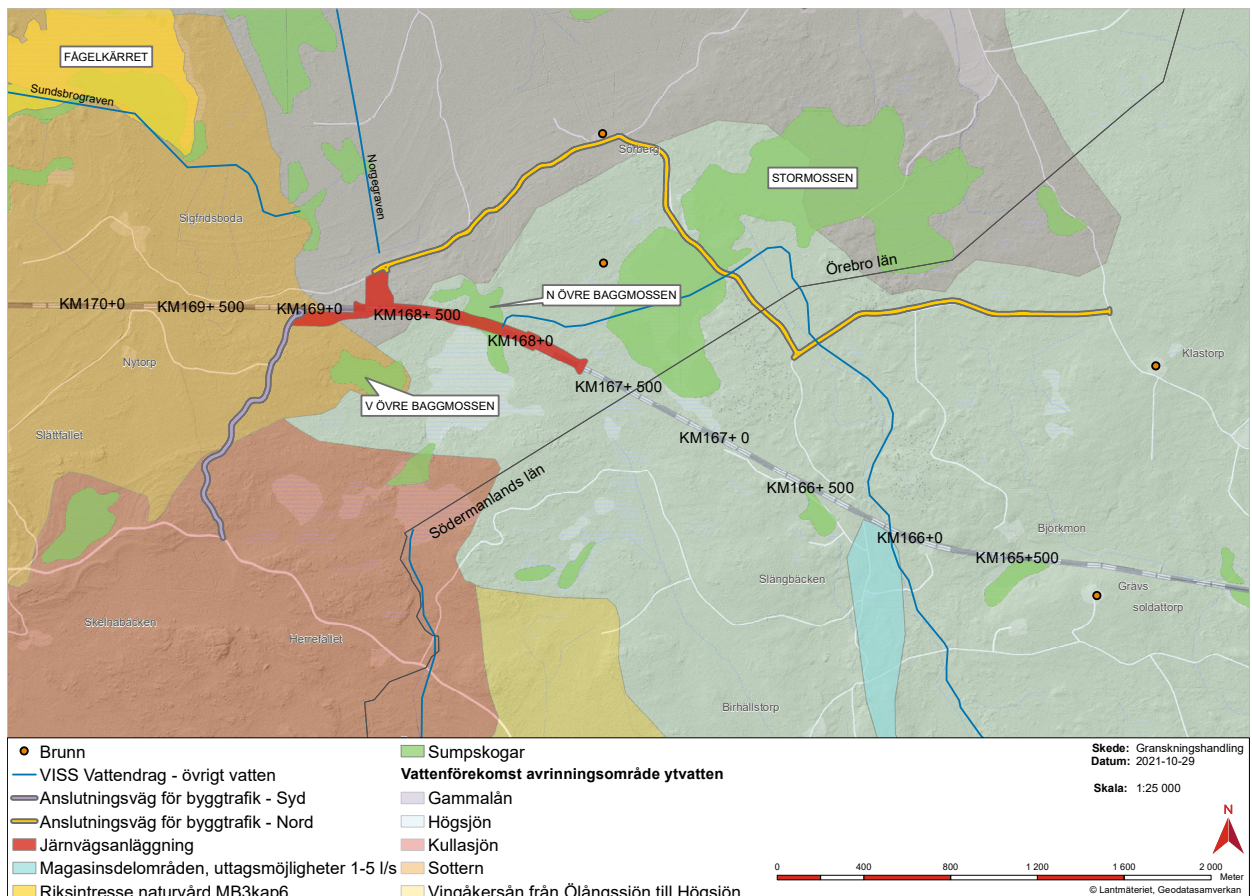 FÅGELKÄRRET
Sundsbrograven
Norgegraven
Sörberg
STORMOSSEN
Sigfridsboda
Örebro län
N ÖVRE BAGGMOSSEN
KM170+0
KM169+ 500
KM169+0
KM168+ 500
KM168+0
Nytorp
Klastorp
KM167+ 500
V ÖVRE BAGGMOSSEN
Slättfallet
KM167+ 0
Södermanlands län
KM166+ 500
KM166+0
Björkmon
KM165+500
Slängbäcken
Grävs
soldattorp
Skelnabäcken
Herrefallet
Birhällstorp
Brunn
VISS Vattendrag - övrigt vatten
Anslutningsväg för byggtrafik - Syd
Anslutningsväg för byggtrafik - Nord
Järnvägsanläggning
Magasinsdelområden, uttagsmöjligheter 1-5 l/s
Riksintresse naturvård MB3kap6
Sumpskogar
Vattenförekomst avrinningsområde ytvatten
Gammalån
Högsjön
Kullasjön
Sottern
Vingåkersån från Ölångssjön till Högsjön
Skede: Granskningshandling
Datum: 2021-10-29
Skala: 1:25 000
N
0 400 800 1 200 1 600 2 000
Meter
© Lantmäteriet, Geodatasamverkan